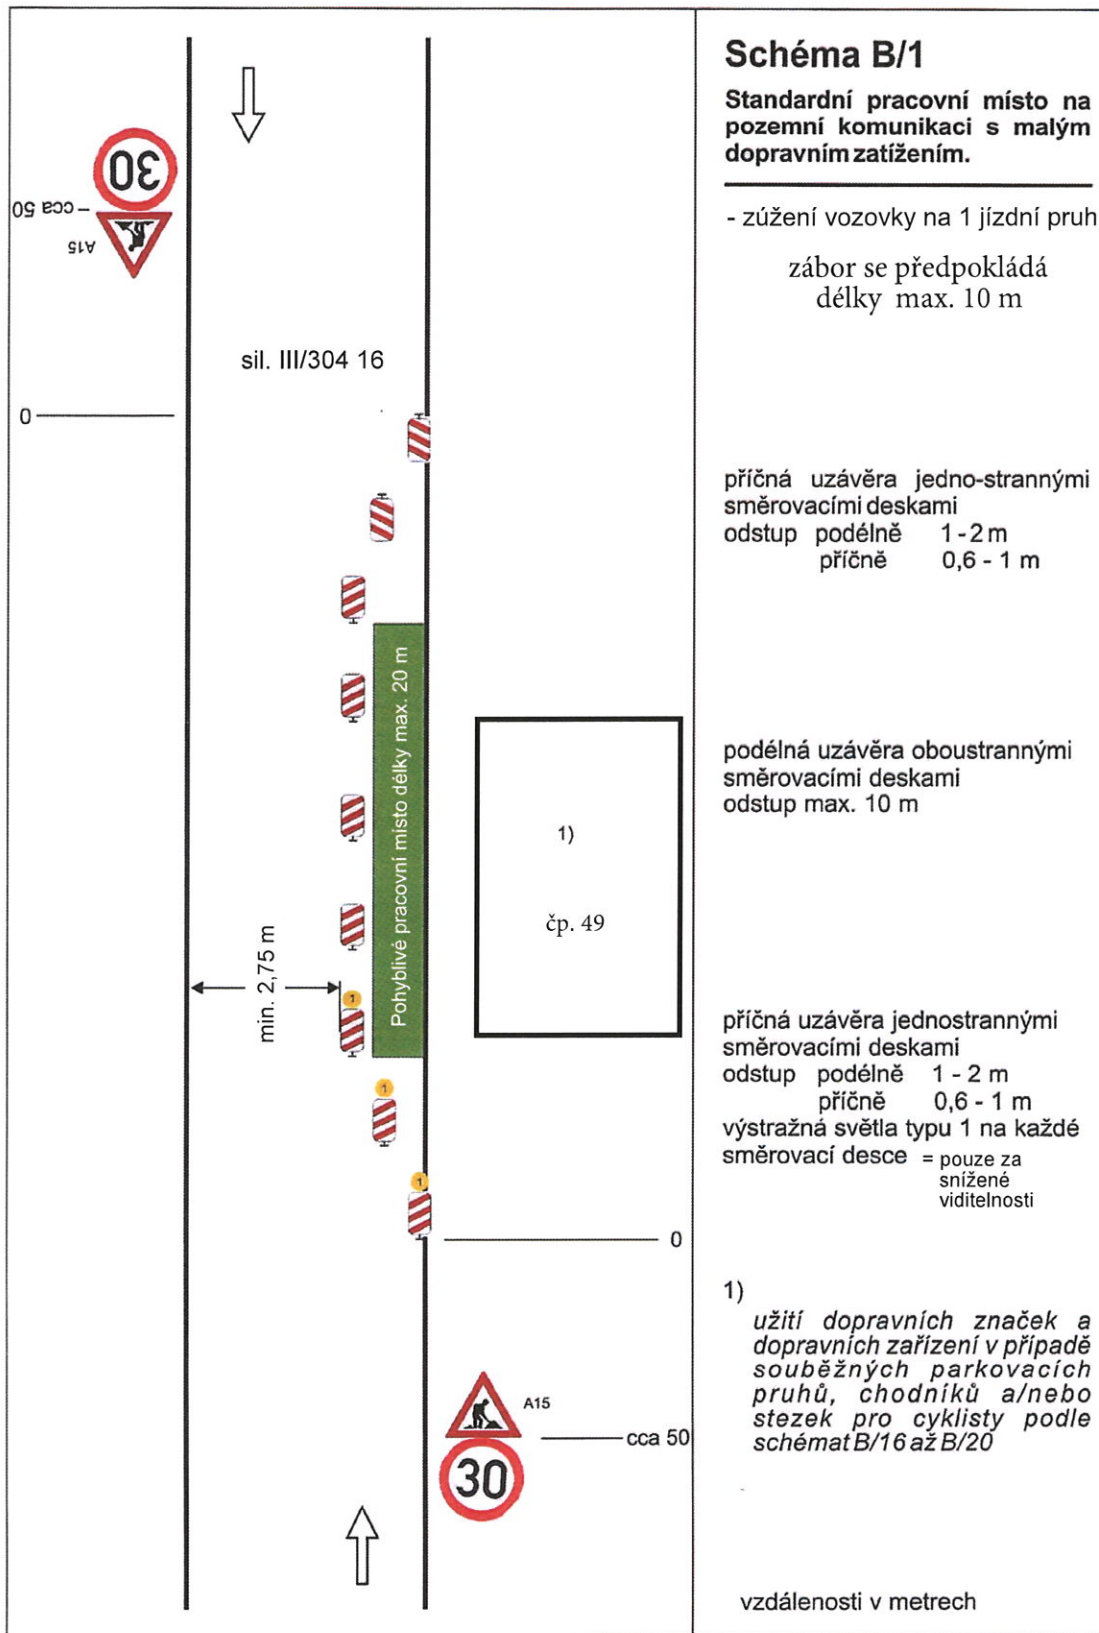 Schéma B/1
Standardní pracovní místo na
pozemní komunikaci s malým
dopravním zatížením.
- zúžení vozovky na 1 jízdní pruh
zábor se předpokládá
délky max. 10 m
30
cca 50
A15
sil. III/304 16
0
příčná uzávěra jedno-strannými
směrovacími deskami
odstup podélně 1 - 2 m
příčně 0,6 - 1 m
Pohyblivé pracovní místo délky max. 20 m
podélná uzávěra oboustrannými
směrovacími deskami
odstup max. 10 m
1)
čp. 49
min. 2,75 m
1
1
1
příčná uzávěra jednostrannými
směrovacími deskami
odstup podélně 1 - 2 m
příčně 0,6 - 1 m
výstražná světla typu 1 na každé
směrovací desce = pouze za
snížené
viditelnosti
0
1)
užití dopravních značek a
dopravních zařízení v případě
souběžných parkovacích
pruhů, chodníků a/nebo
stezek pro cyklisty podle
schémat B/16 až B/20
A15
cca 50
30
vzdálenosti v metrech